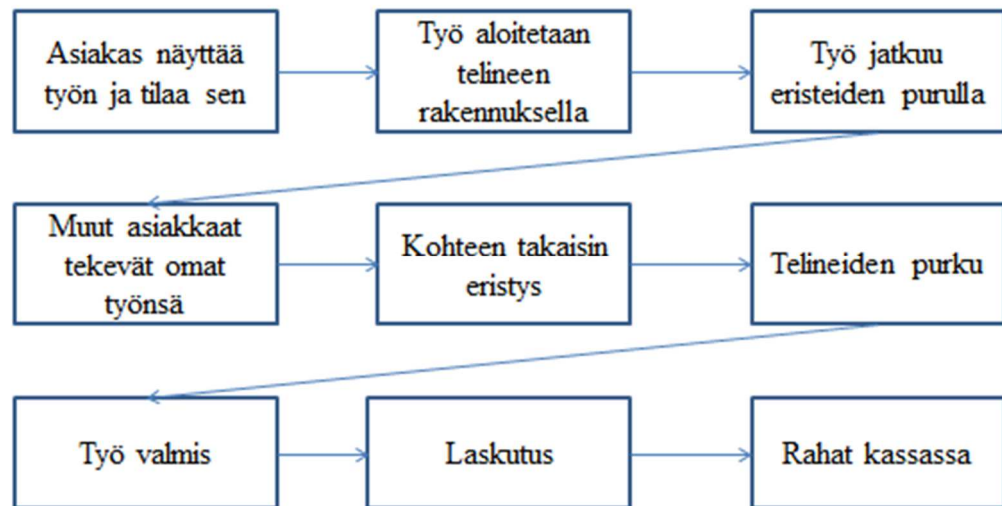 Asiakas näyttää
työn ja tilaa sen
Työ aloitetaan
telineen
rakennuksella
Työ jatkuu
eristeiden purulla
Muut asiakkaat
tekevät omat
työnsä
Kohteen takaisin
eristys
Telineiden purku
Työ valmis
Laskutus
Rahat kassassa